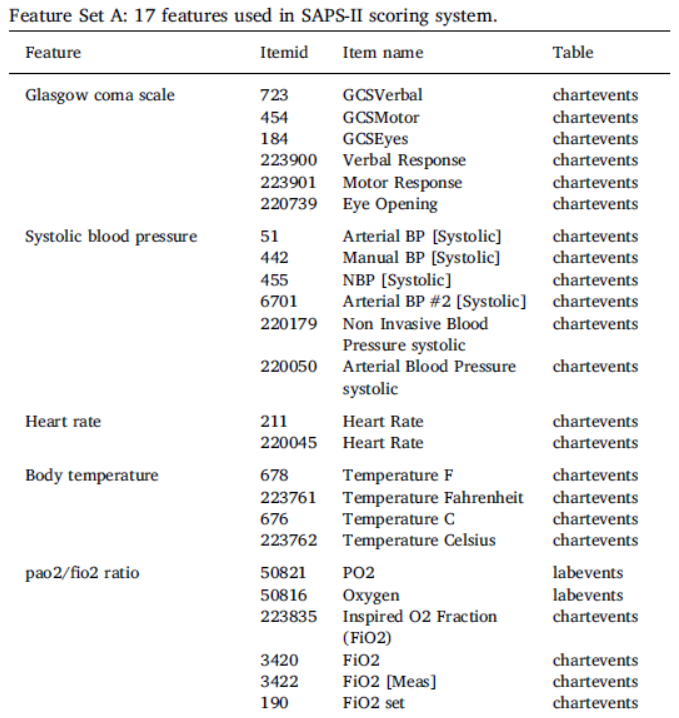 Feature Set A: 17 features used in SAPS-II scoring system.
Feature Itemid Item name Table
Glasgow coma scale 723 GCSVerbal chartevents
454 GCSMotor chartevents
184 GCSEyes chartevents
223900 Verbal Response chartevents
223901 Motor Response chartevents
220739 Eye Opening chartevents
Systolic blood pressure 51 Arterial BP [Systolic] chartevents
442 Manual BP [Systolic] chartevents
455 NBP [Systolic] chartevents
6701 Arterial BP #2 [Systolic] chartevents
220179 Non Invasive Blood chartevents
Pressure systolic
220050 Arterial Blood Pressure chartevents
systolic
Heart rate 211 Heart Rate chartevents
220045 Heart Rate chartevents
Body temperature 678 Temperature F chartevents
223761 Temperature Fahrenheit chartevents
676 Temperature C chartevents
223762 Temperature Celsius chartevents
pao2/fio2 ratio 50821 PO2 labevents
50816 Oxygen labevents
223835 Inspired O2 Fraction chartevents
(FiO2)
3420 FiO2 chartevents
3422 FiO2 [Meas] chartevents
190 FiO2 set chartevents